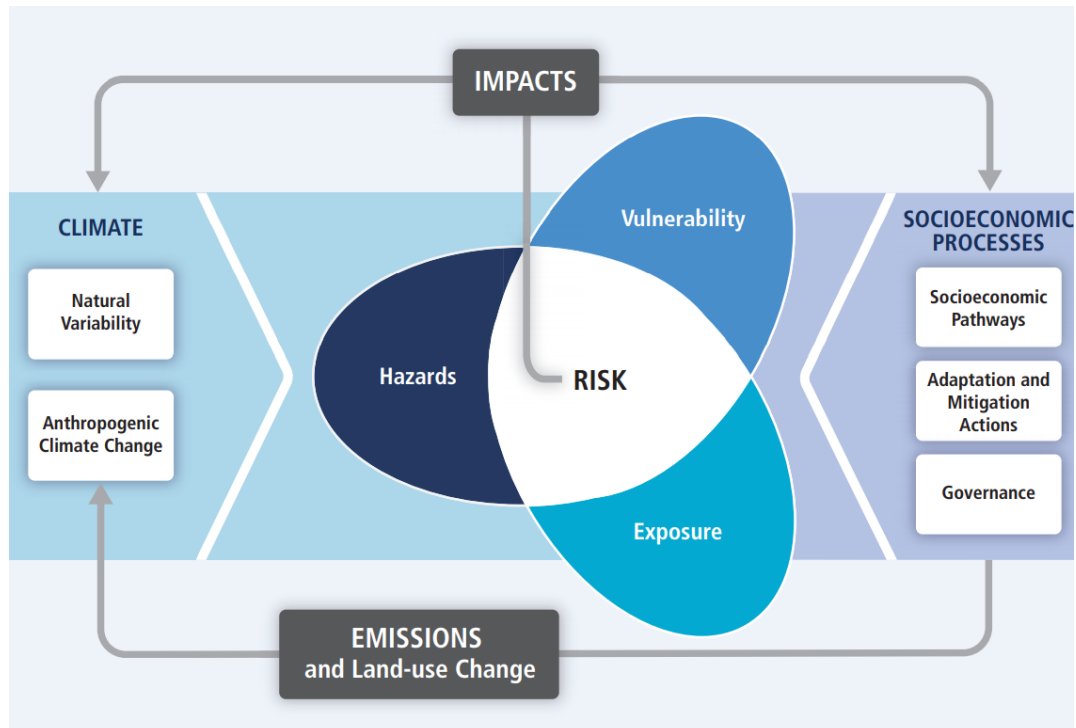 IMPACTS
CLIMATE
Natural
Variability
Anthropogenic
Climate Change
Vulnerability
Hazards
RISK
Exposure
SOCIOECONOMIC
PROCESSES
Socioeconomic
Pathways
Adaptation and
Mitigation
Actions
Governance
EMISSIONS
and Land-use Change